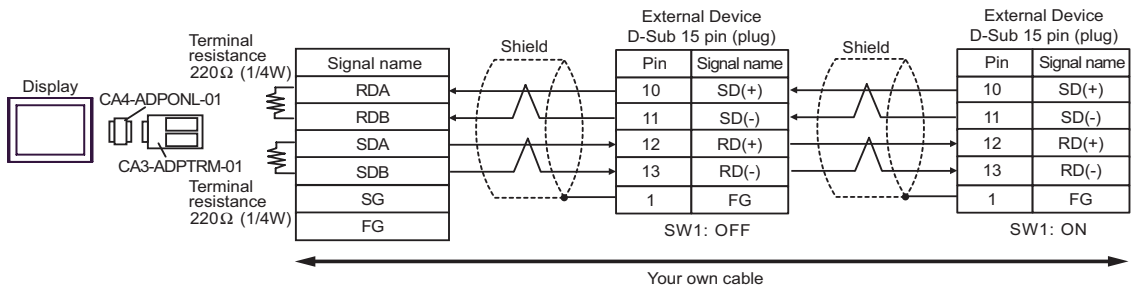 Display
CA4-ADPONL-01
CA3-ADPTRM-01
Terminal
resistance
220Ω (1/4W)
Terminal
resistance
220Ω (1/4W)
Signal name
RDA
RDB
SDA
SDB
SG
FG
Shield
External Device
D-Sub 15 pin (plug)
Pin Signal name
10 SD(+)
11 SD(-)
12 RD(+)
13 RD(-)
1 FG
SW1: OFF
Shield
External Device
D-Sub 15 pin (plug)
Pin Signal name
10 SD(+)
11 SD(-)
12 RD(+)
13 RD(-)
1 FG
SW1: ON
Your own cable